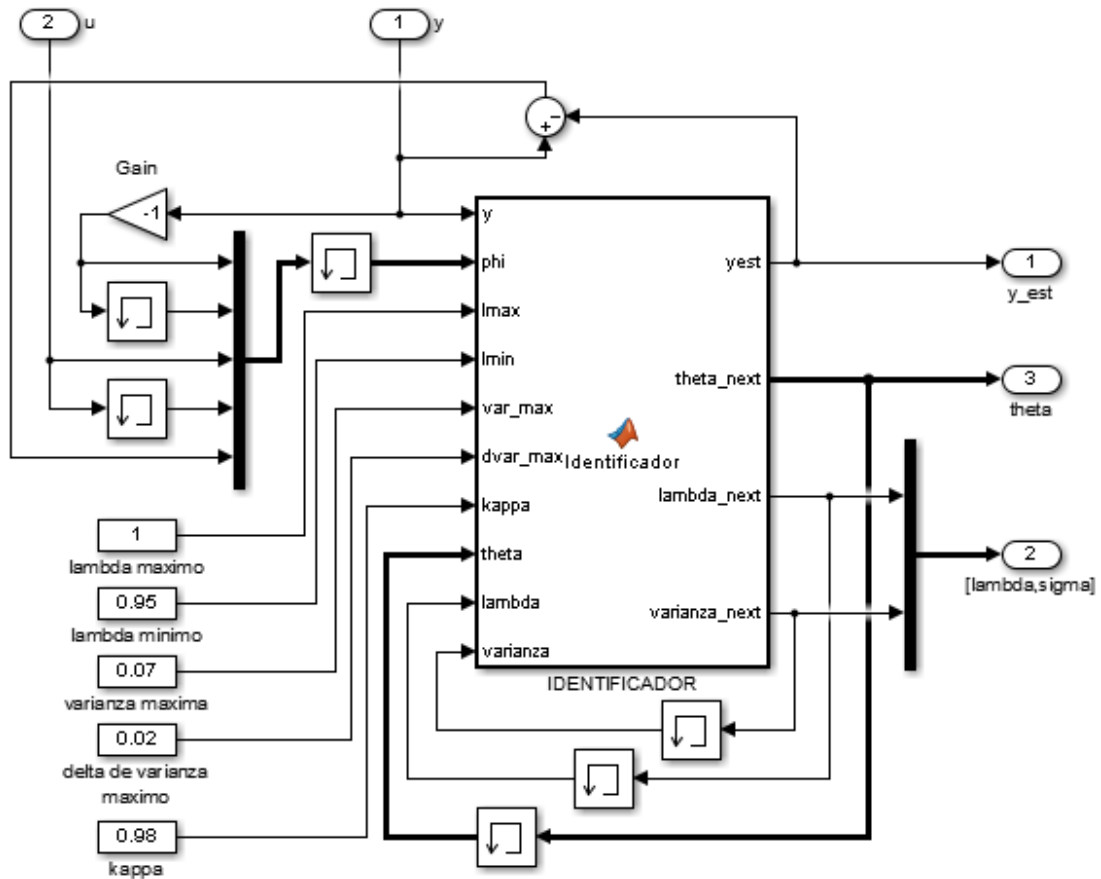 2 u
1 y
- +
Gain
-1
y
phi
lmax
lmin
var_max
dvar_max
kappa
theta
lambda
varianza
Identificador
yest
theta_next
lambda_next
varianza_next
IDENTIFICADOR
1
y_est
3
theta
2
[lambda,sigma]
1
lambda maximo
0.95
lambda minimo
0.07
varianza maxima
0.02
delta de varianza
maximo
0.98
kappa